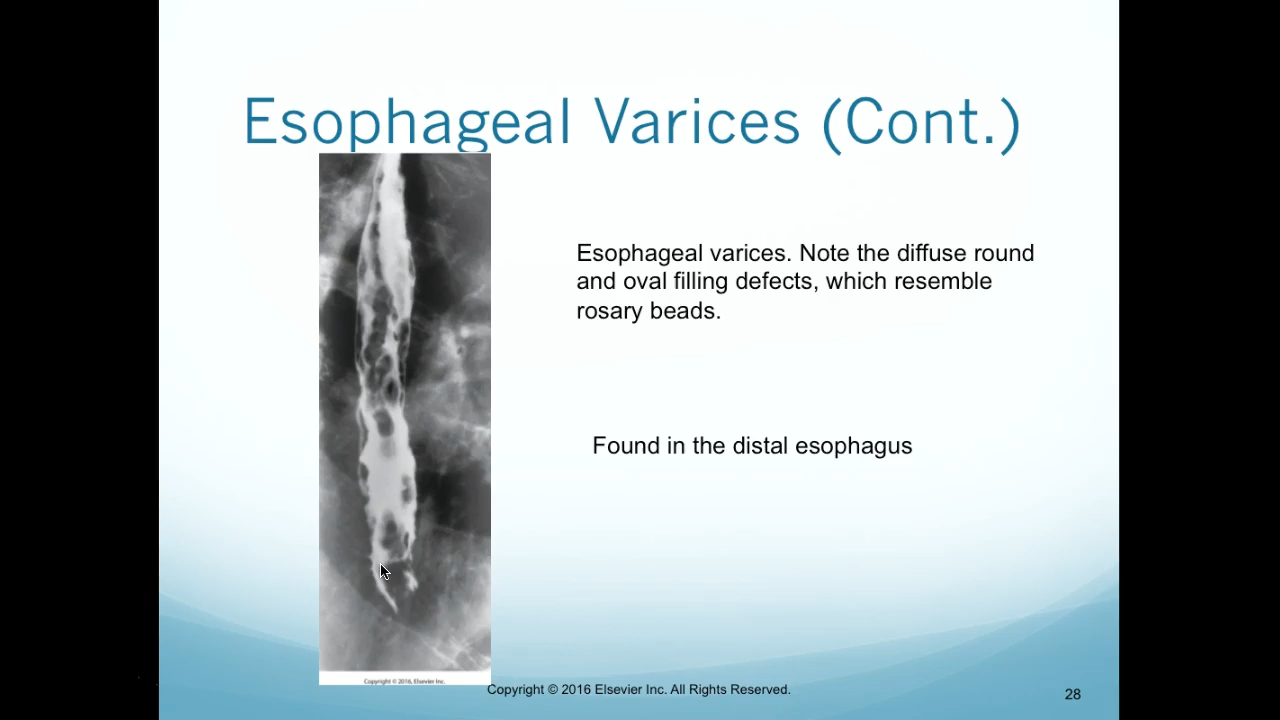 Esophageal Varices (Cont.)
Esophageal varices. Note the diffuse round
and oval filling defects, which resemble
rosary beads.
Found in the distal esophagus
Copyright © 2016, Elsevier Inc.
Copyright © 2016 Elsevier Inc. All Rights Reserved.
28